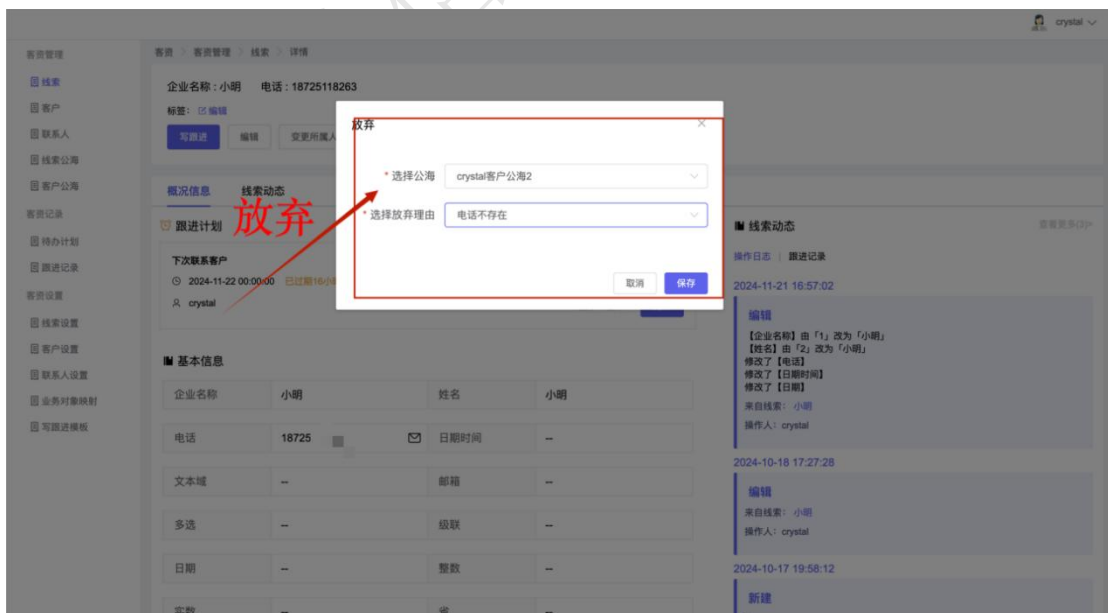 crystal
客资管理
客资 > 客资管理 > 线索 > 详情
线索
企业名称 : 小明 电话 : 18725118263
客户
标签： 编辑
联系人
写跟进 编辑 变更所属人
线索公海
客户公海
放弃
* 选择公海 crystal客户公海2
* 选择放弃理由 电话不存在
取消 保存
概况信息 线索动态
放弃
客资记录
待办计划
跟进记录
客资设置
线索设置
客户设置
联系人设置
业务对象映射
写跟进模板
跟进计划
下次联系客户
2024-11-22 00:00:00 已过期16小时
crystal
基本信息
企业名称 小明 姓名 小明
电话 18725 日期时间 --
文本域 -- 邮箱 --
多选 -- 级联 --
日期 -- 整数 --
实数 -- 省 --
线索动态
操作日志 | 跟进记录
2024-11-21 16:57:02
编辑
【企业名称】由「1」改为「小明」
【姓名】由「2」改为「小明」
修改了【电话】
修改了【日期时间】
修改了【日期】
来自线索： 小明
操作人：crystal
2024-10-18 17:27:28
编辑
来自线索： 小明
操作人：crystal
2024-10-17 19:58:12
新建